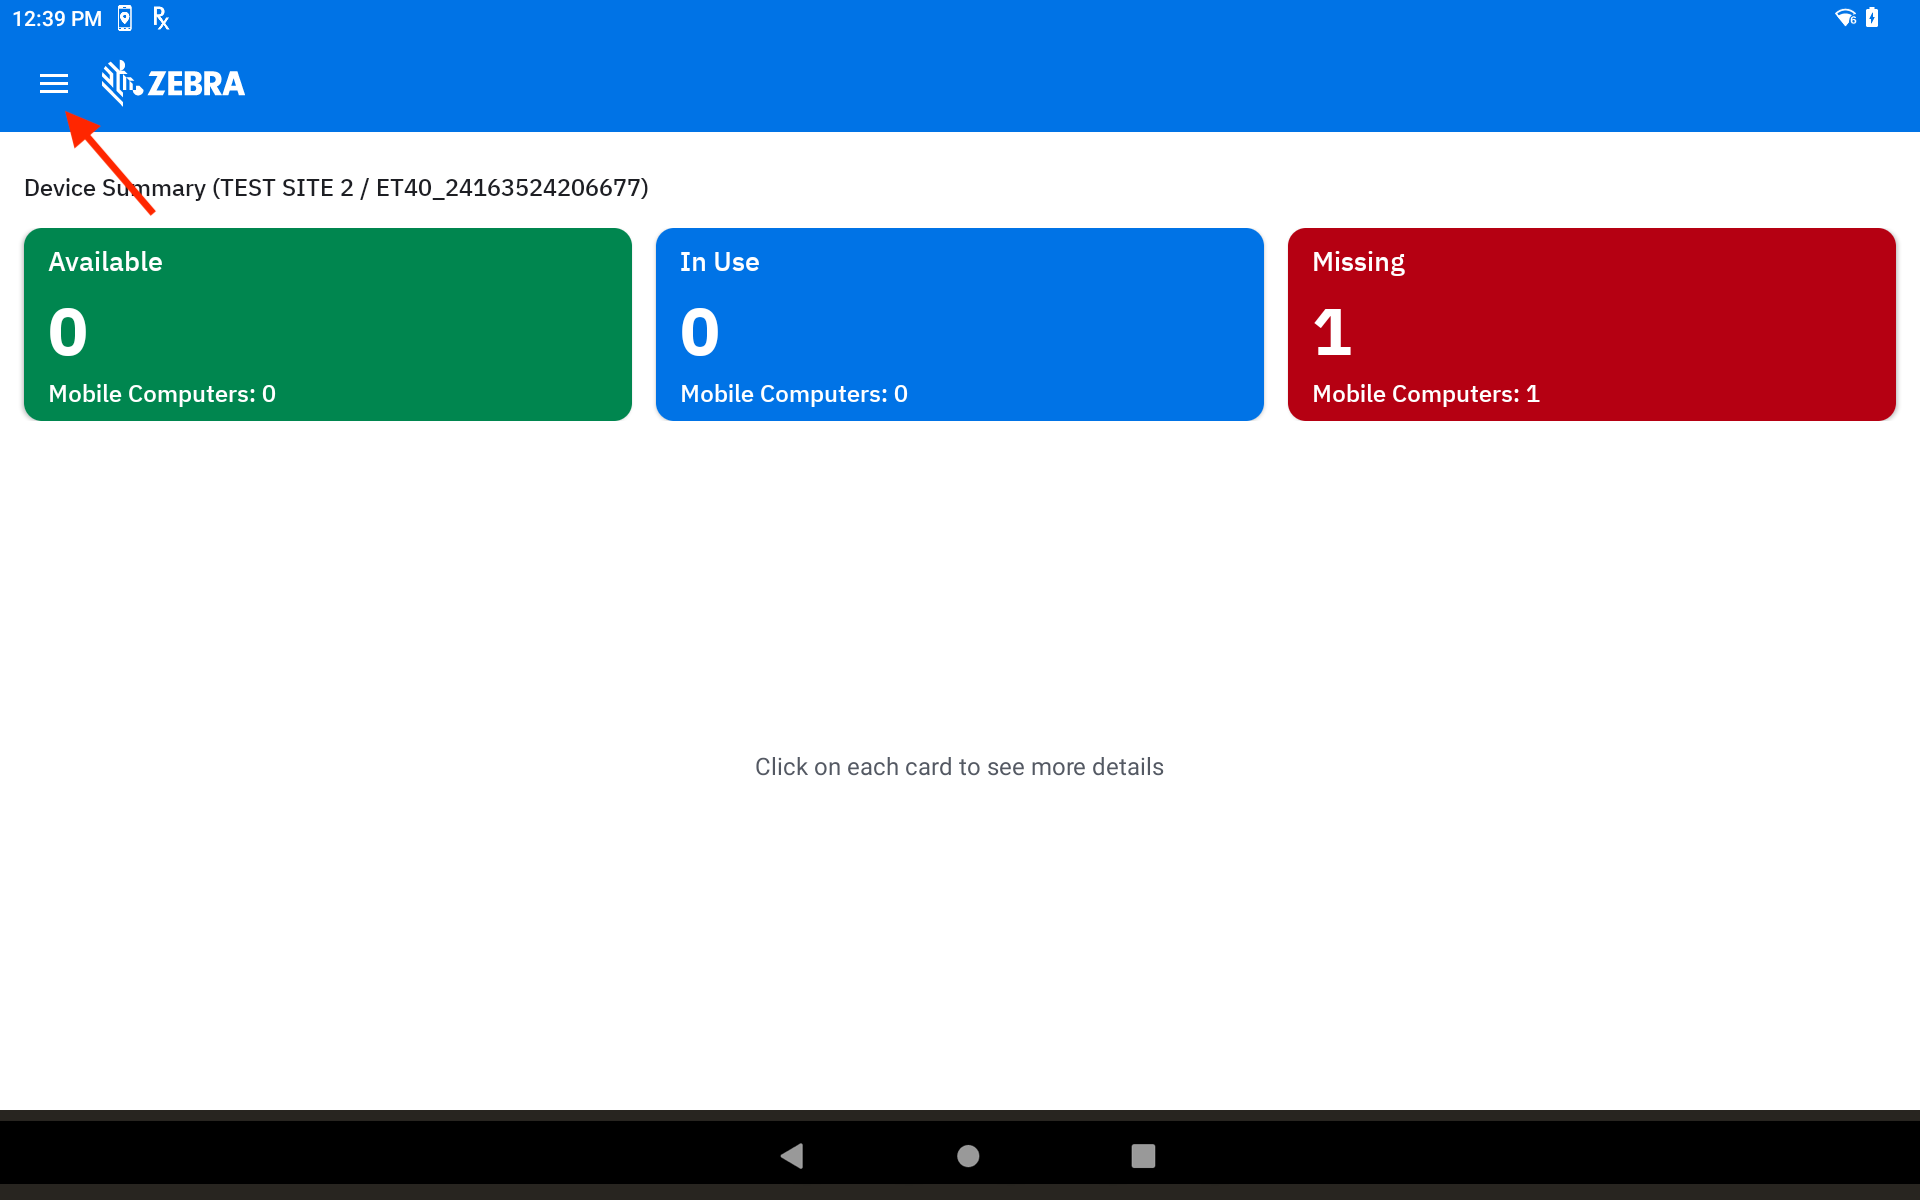 12:39 PM
ZEBRA
Device Summary (TEST SITE 2 / ET40_24163524206677)
Available
0
Mobile Computers: 0
In Use
0
Mobile Computers: 0
Missing
1
Mobile Computers: 1
Click on each card to see more details